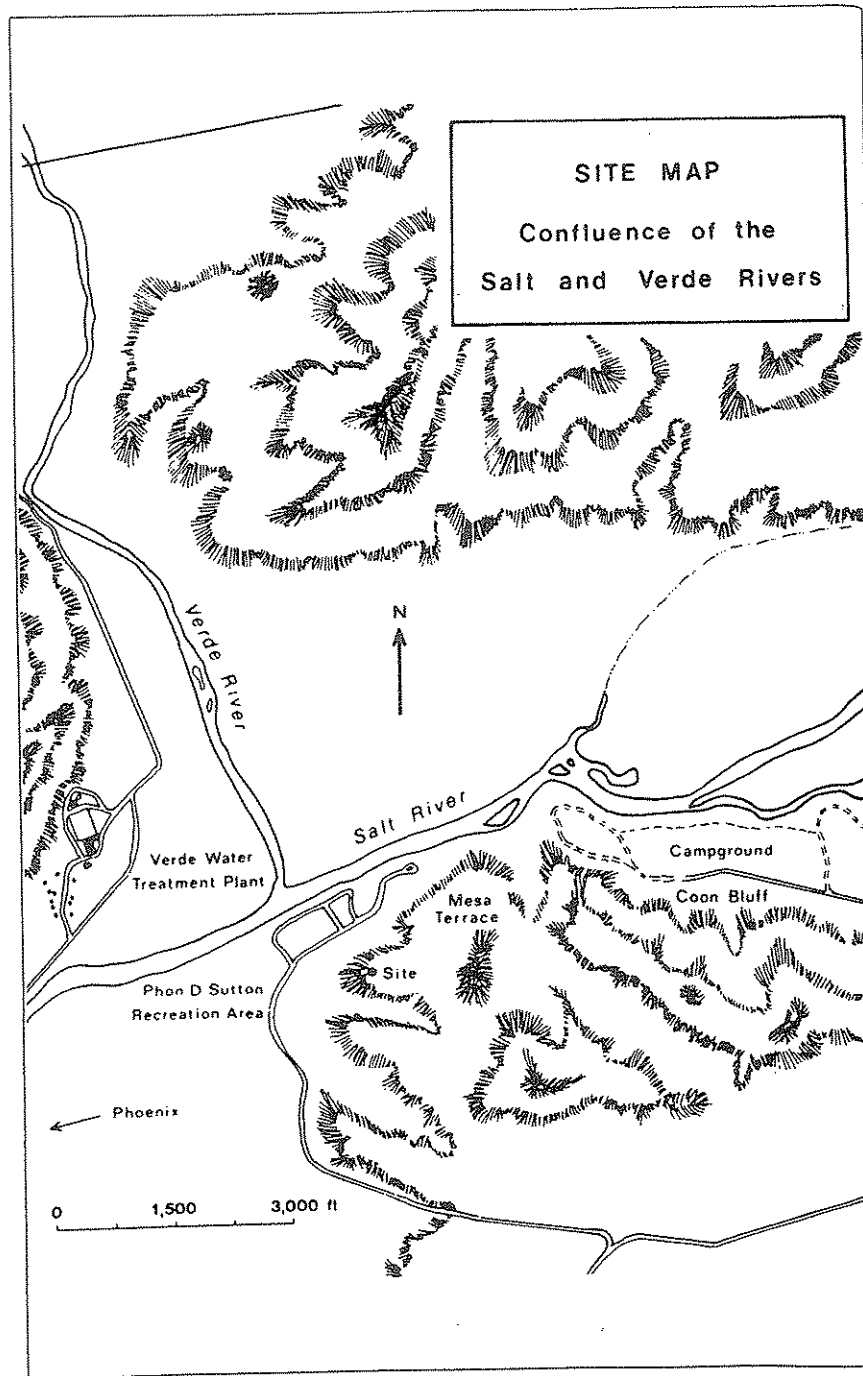 SITE MAP
Confluence of the
Salt and Verde Rivers
N
Verde River
Salt River
Verde Water
Treatment Plant
Campground
Mesa
Terrace
Coon Bluff
Site
Phon D Sutton
Recreation Area
Phoenix
0 1,500 3,000 ft